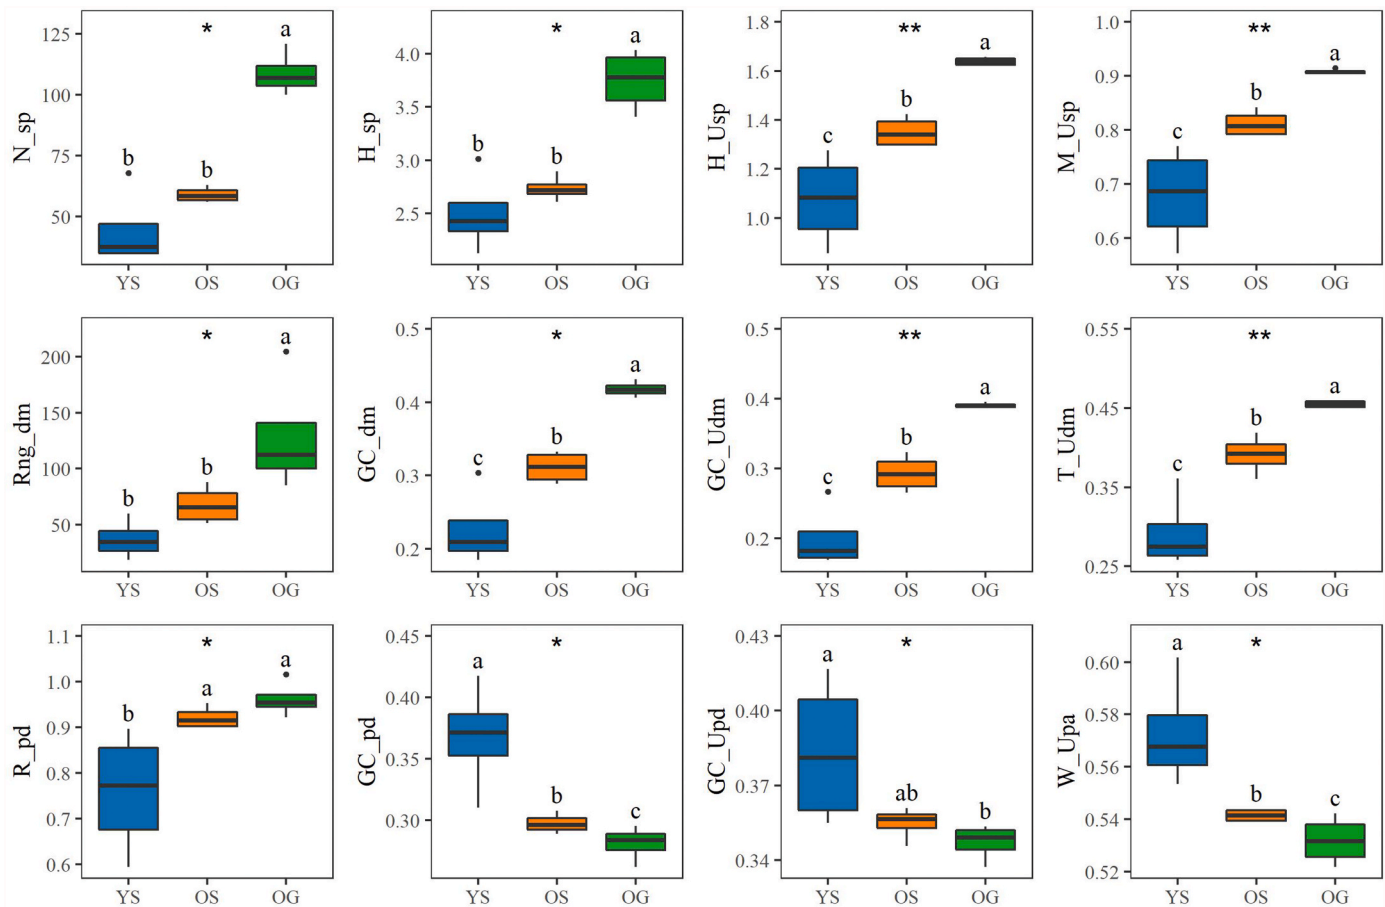 N_sp
125
100
75
50
*
b
b
a
YS OS OG
H_sp
4.0
3.5
3.0
2.5
*
b
b
a
YS OS OG
H_Usp
1.8
1.6
1.4
1.2
1.0
**
c
b
a
YS OS OG
M_Usp
1.0
0.9
0.8
0.7
0.6
**
c
b
a
YS OS OG
Rng_dm
200
150
100
50
*
b
b
a
YS OS OG
GC_dm
0.5
0.4
0.3
0.2
*
c
b
a
YS OS OG
GC_Udm
0.5
0.4
0.3
0.2
**
c
b
a
YS OS OG
T_Udm
0.55
0.45
0.35
0.25
**
c
b
a
YS OS OG
R_pd
1.1
1.0
0.9
0.8
0.7
0.6
*
b
a
a
YS OS OG
GC_pd
0.45
0.40
0.35
0.30
*
a
b
c
YS OS OG
GC_Upd
0.43
0.40
0.37
0.34
*
a
ab
b
YS OS OG
W_Upa
0.60
0.58
0.56
0.54
0.52
*
a
b
c
YS OS OG